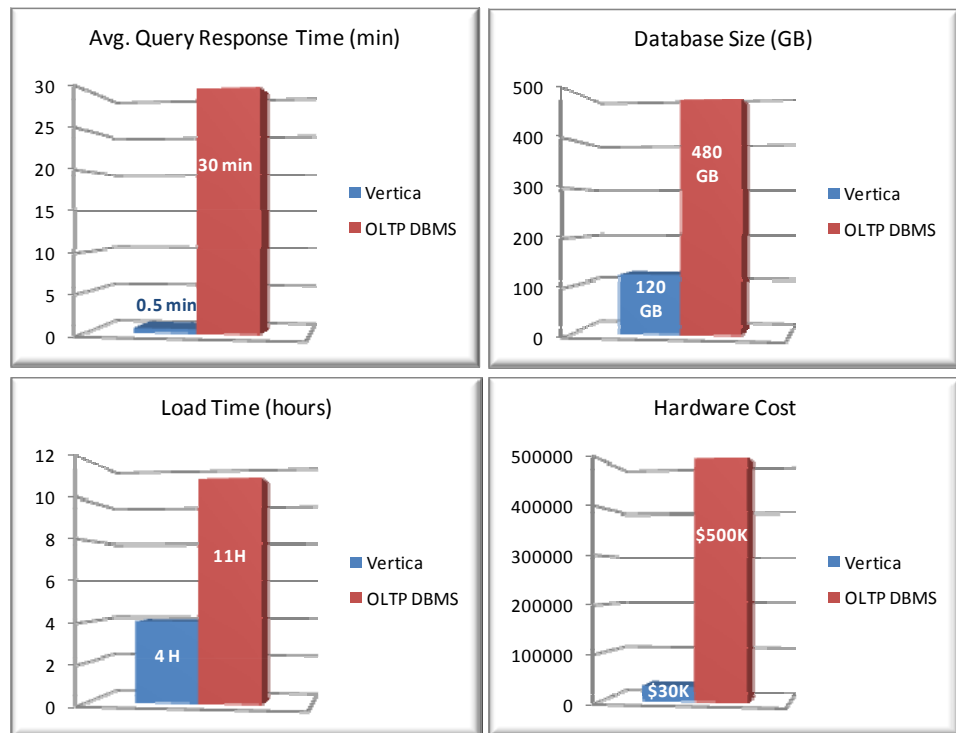 Avg. Query Response Time (min)
30
25
20
15
10
5
0
0.5 min
30 min
Vertica
OLTP DBMS
Database Size (GB)
500
400
300
200
100
0
120
GB
480
GB
Vertica
OLTP DBMS
Load Time (hours)
12
10
8
6
4
2
0
4 H
11H
Vertica
OLTP DBMS
Hardware Cost
500000
400000
300000
200000
100000
0
$30K
$500K
Vertica
OLTP DBMS